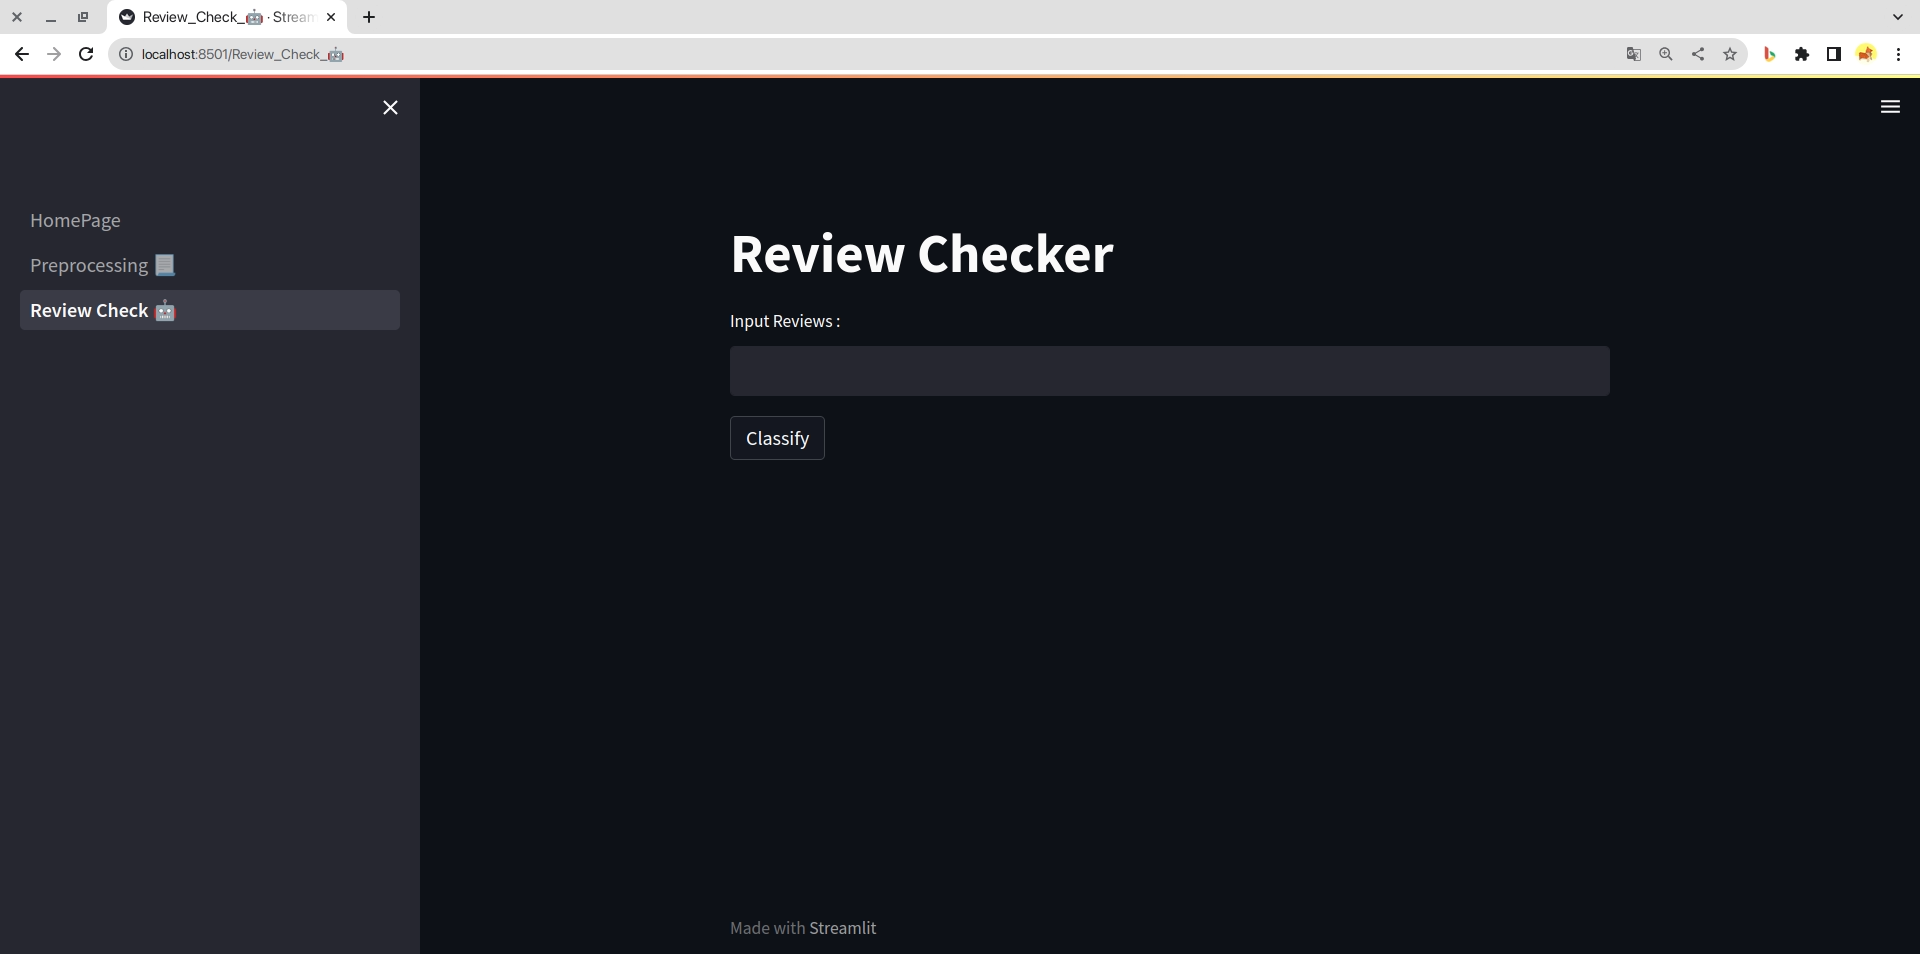 Review_Check_🤖 · Stream
localhost:8501/Review_Check_🤖
HomePage
Preprocessing 📃
Review Check 🤖
Review Checker
Input Reviews :
Classify
Made with Streamlit